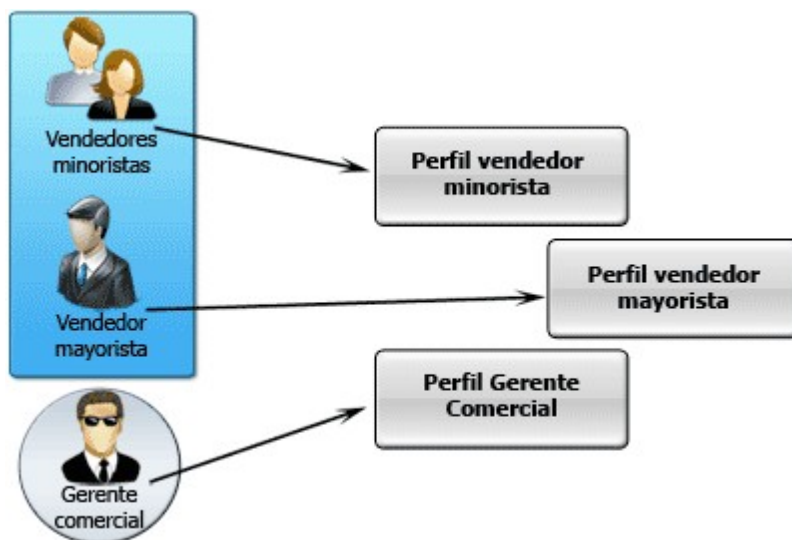 Vendedores
minoristas
Perfil vendedor
minorista
Vendedor
mayorista
Perfil vendedor
mayorista
Gerente
comercial
Perfil Gerente
Comercial